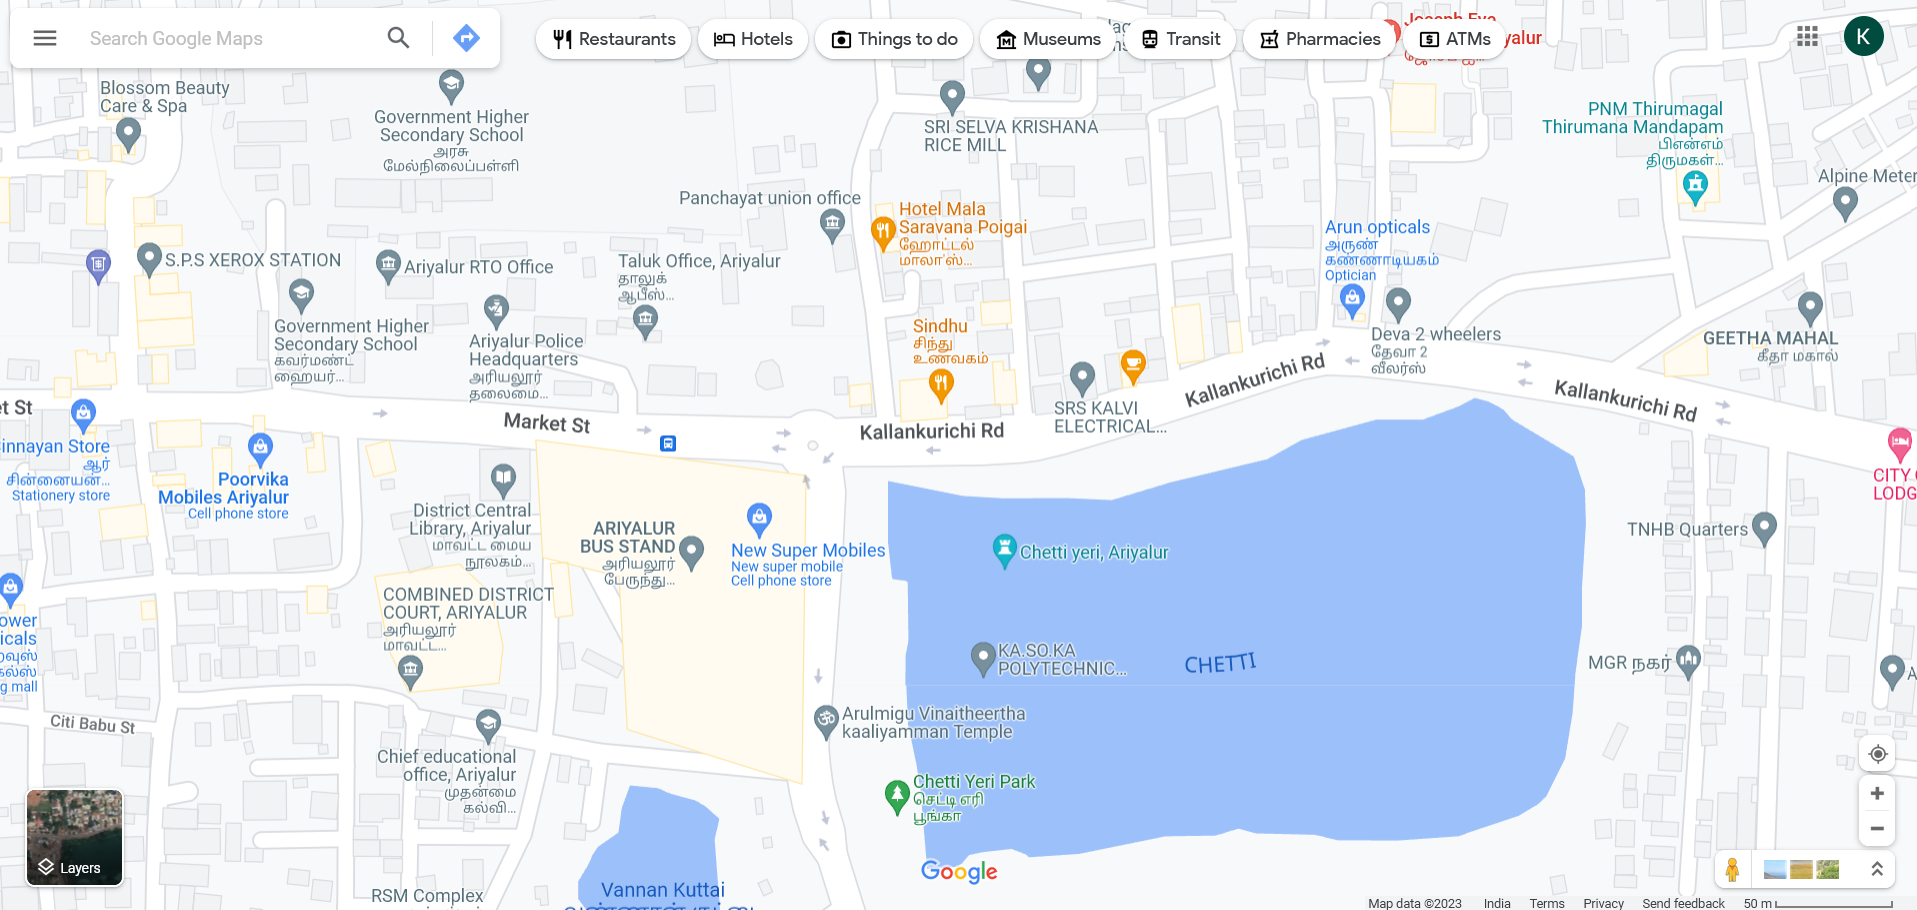 Search Google Maps
Restaurants
Hotels
Things to do
Museums
Transit
Pharmacies
ATMs
K
Joseph Eye
yalur
Blossom Beauty
Care & Spa
Government Higher
Secondary School
அரசு
மேல்நிலைப்பள்ளி
SRI SELVA KRISHANA
RICE MILL
PNM Thirumagal
Thirumana Mandapam
பிஎன்எம்
திருமகள்...
Alpine Meter
Panchayat union office
Hotel Mala
Saravana Poigai
ஹோட்டல்
மாலா ஸ்...
Arun opticals
அருண்
கண்ணாடியகம்
Optician
S.P.S XEROX STATION
Ariyalur RTO Office
Taluk Office, Ariyalur
தாலுக்
ஆபீஸ்...
Government Higher
Secondary School
கவர்மண்ட்
ஹையர்...
Ariyalur Police
Headquarters
அரியலூர்
தலைமை...
Sindhu
சிந்து
உணவகம்
Deva 2 wheelers
தேவா 2
வீலர்ஸ்
GEETHA MAHAL
கீதா மகால்
et St
Market St
Kallankurichi Rd
Kallankurichi Rd
Kallankurichi Rd
SRS KALVI
ELECTRICAL...
innayan Store
ஆர்
சின்னையன்...
Stationery store
Poorvika
Mobiles Ariyalur
Cell phone store
CITY
LODG
District Central
Library, Ariyalur
மாவட்ட மைய
நூலகம்...
ARIYALUR
BUS STAND
அரியலூர்
பேருந்து...
New Super Mobiles
New super mobile
Cell phone store
Chetti yeri, Ariyalur
TNHB Quarters
COMBINED DISTRICT
COURT, ARIYALUR
அரியலூர்
மாவட்ட...
ower
icals
g mall
KA.SO.KA
POLYTECHNIC...
CHETTI
MGR நகர்
A
Citi Babu St
Arulmigu Vinaitheertha
kaaliyamman Temple
Chief educational
office, Ariyalur
முதன்மை
கல்வி...
Chetti Yeri Park
செட்டி எரி
பூங்கா
Layers
RSM Complex
Vannan Kuttai
Google
Map data ©2023
India
Terms
Privacy
Send feedback
50 m